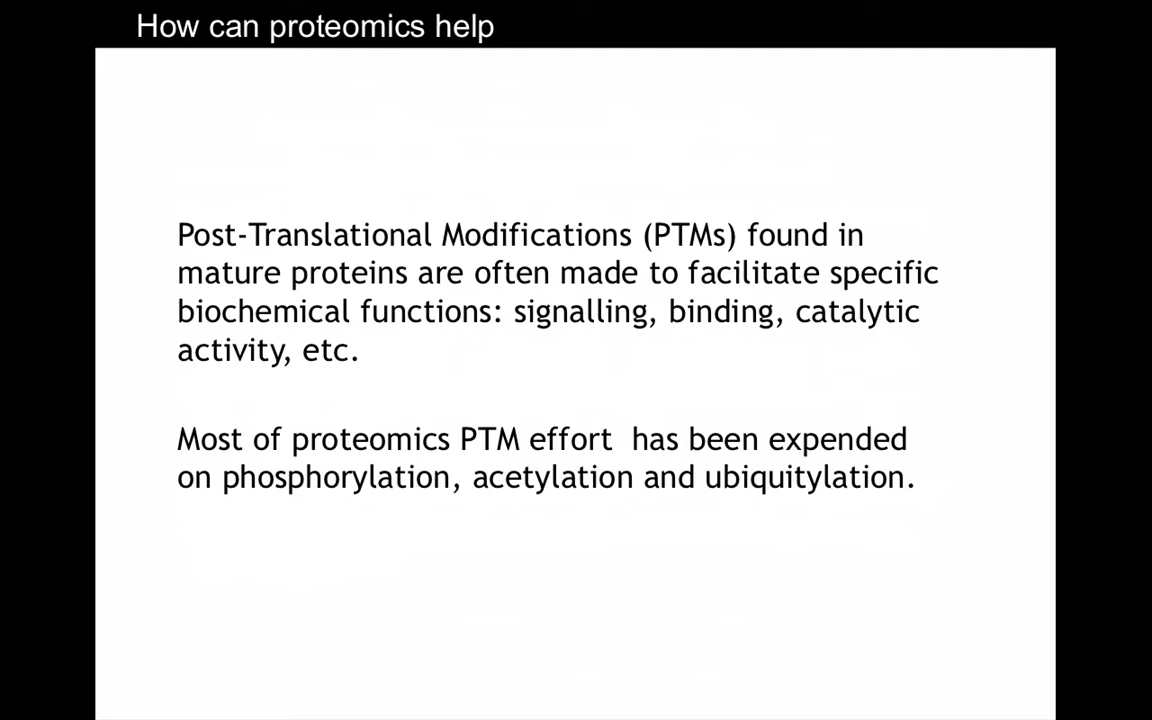 How can proteomics help
Post-Translational Modifications (PTMs) found in
mature proteins are often made to facilitate specific
biochemical functions: signalling, binding, catalytic
activity, etc.
Most of proteomics PTM effort  has been expended
on phosphorylation, acetylation and ubiquitylation.